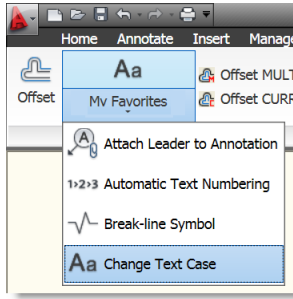 Home Annotate Insert Manag
Aa
Offset MULT
Offset
My Favorites
Offset CURR
A Attach Leader to Annotation
1›2›3 Automatic Text Numbering
Break-line Symbol
Aa Change Text Case